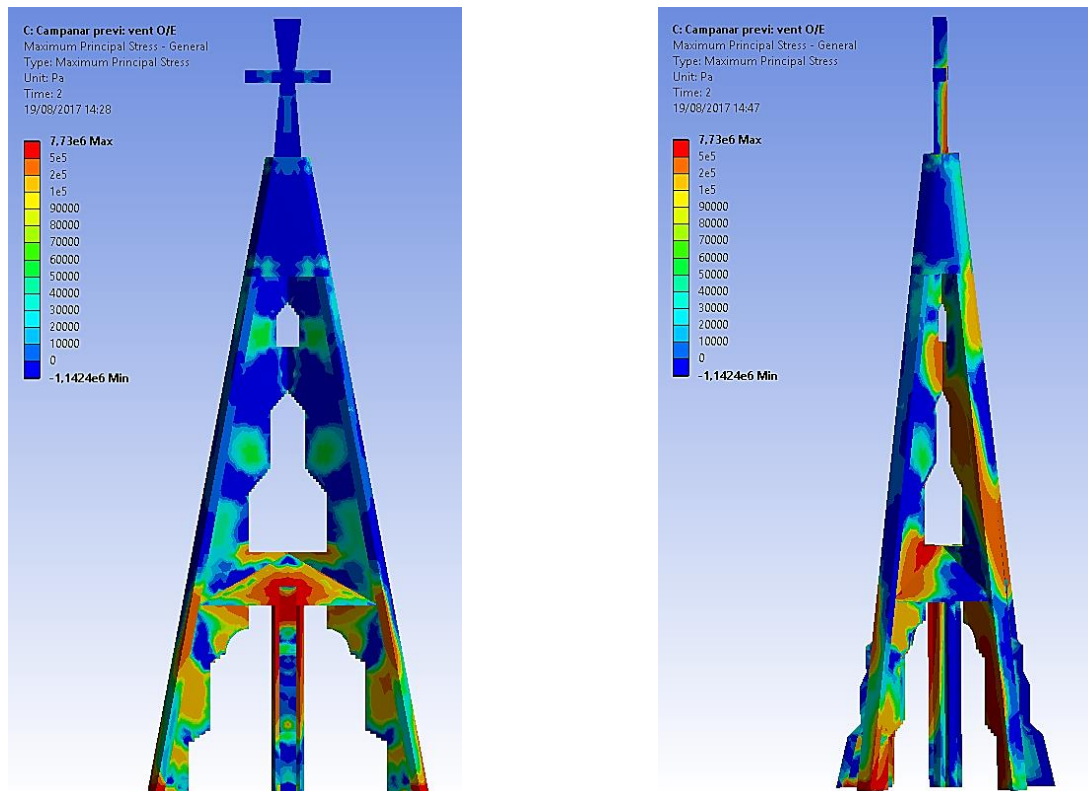 C: Campanar previ: vent O/E
Maximum Principal Stress - General
Type: Maximum Principal Stress
Unit: Pa
Time: 2
19/08/2017 14:28
7,73e6 Max
5e5
2e5
1e5
90000
80000
70000
60000
50000
40000
30000
20000
10000
0
-1,1424e6 Min
C: Campanar previ: vent O/E
Maximum Principal Stress - General
Type: Maximum Principal Stress
Unit: Pa
Time: 2
19/08/2017 14:47
7,73e6 Max
5e5
2e5
1e5
90000
80000
70000
60000
50000
40000
30000
20000
10000
0
-1,1424e6 Min